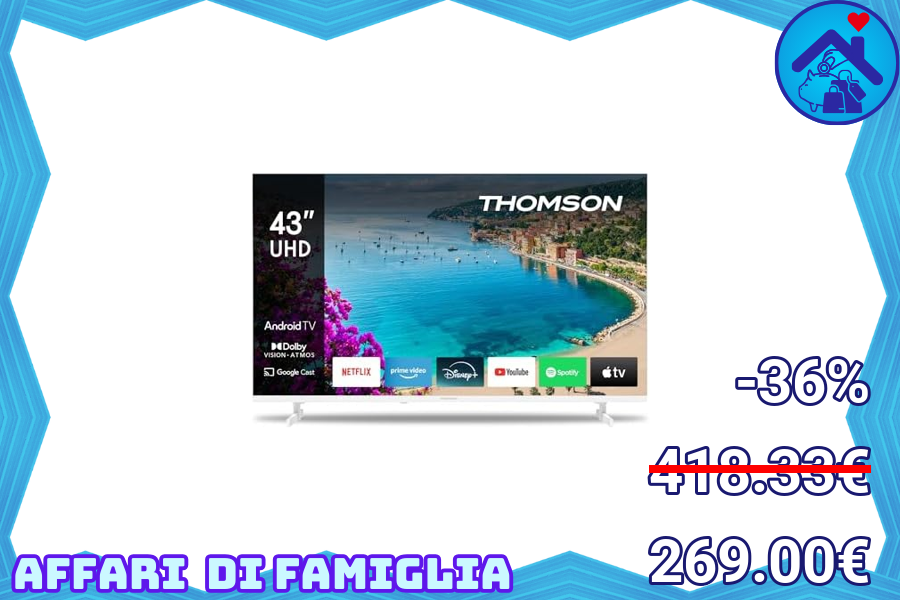 THOMSON
43"
UHD
Android TV
Dolby
VISION·ATMOS
Google Cast
NETFLIX
prime video
Disney+
YouTube
Spotify
tv
-36%
418.33€
269.00€
AFFARI DI FAMIGLIA